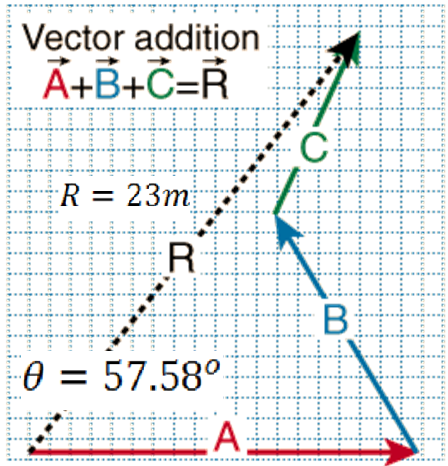 Vector addition
A⃗+B⃗+C⃗=R⃗
C
R = 23m
R
B
θ = 57.58°
A